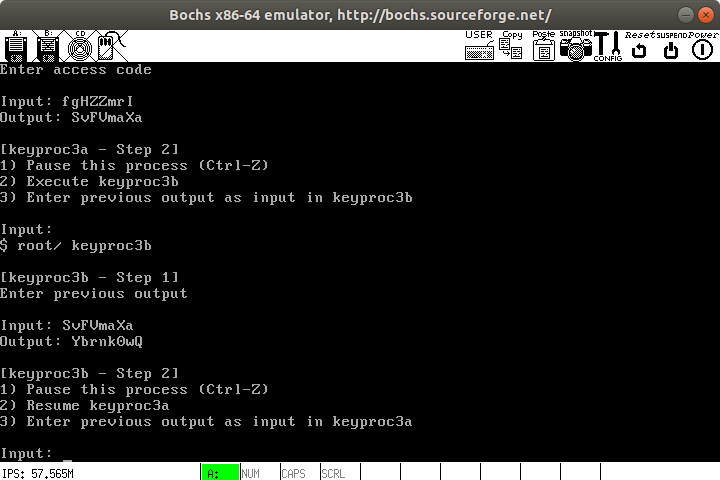 Bochs x86-64 emulator, http://bochs.sourceforge.net/
A:
B:
CD
USER
Copy
Paste
Snapshot
CONFIG
Reset
SUSPEND
Power
Enter access code
Input: fgHZZmrI
Output: SvFVmaXa
[keyproc3a - Step 2]
1) Pause this process (Ctrl-Z)
2) Execute keyproc3b
3) Enter previous output as input in keyproc3b
Input:
$ root/ keyproc3b
[keyproc3b - Step 1]
Enter previous output
Input: SvFVmaXa
Output: Ybrnk0wQ
[keyproc3b - Step 2]
1) Pause this process (Ctrl-Z)
2) Resume keyproc3a
3) Enter previous output as input in keyproc3a
Input: _
IPS: 57.565M
A:
NUM
CAPS
SCRL